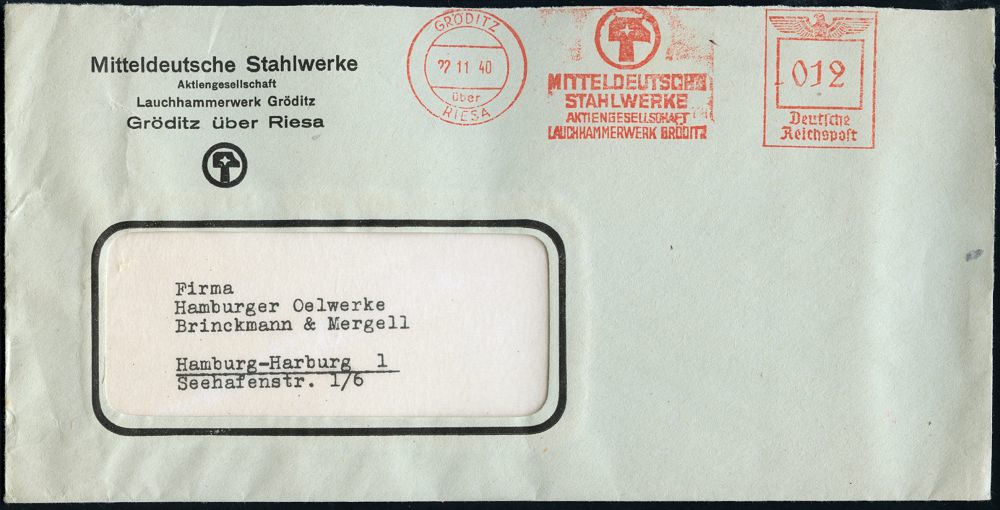 Mitteldeutsche Stahlwerke
Aktiengesellschaft
Lauchhammerwerk Gröditz
Gröditz über Riesa
GRÖDITZ
22 11 40
über
RIESA
MITTELDEUTSCHE
STAHLWERKE
AKTIENGESELLSCHAFT
LAUCHHAMMERWERK GRÖDITZ
012
Deutsche
Reichspost
Firma
Hamburger Oelwerke
Brinckmann & Mergell
Hamburg-Harburg 1
Seehafenstr. 1/6